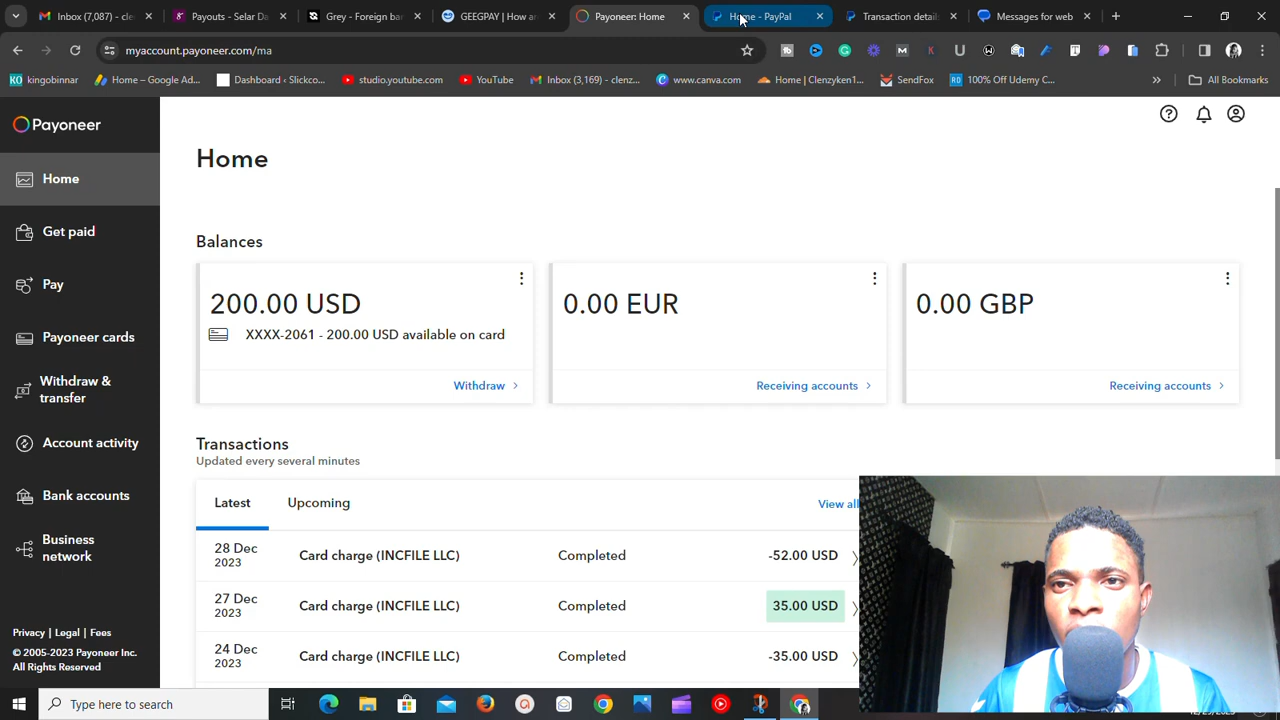 Inbox (7,087) - cle
Payouts - Selar Da
Grey - Foreign ba
GEEGPAY | How ar
Payoneer: Home
Home - PayPal
Transaction detail
Messages for web
myaccount.payoneer.com/ma
kingobinnar
Home – Google Ad...
Dashboard ‹ Slickco...
studio.youtube.com
YouTube
Inbox (3,169) - clenz...
www.canva.com
Home | Clenzyken1...
SendFox
100% Off Udemy C...
All Bookmarks
Payoneer
Home
Get paid
Pay
Payoneer cards
Withdraw &
transfer
Account activity
Bank accounts
Business
network
Privacy | Legal | Fees
© 2005-2023 Payoneer Inc.
All Rights Reserved
Home
Balances
200.00 USD
XXXX-2061 - 200.00 USD available on card
Withdraw
0.00 EUR
Receiving accounts
0.00 GBP
Receiving accounts
Transactions
Updated every several minutes
Latest
Upcoming
View all
28 Dec
2023
Card charge (INCFILE LLC)
Completed
-52.00 USD
27 Dec
2023
Card charge (INCFILE LLC)
Completed
35.00 USD
24 Dec
2023
Card charge (INCFILE LLC)
Completed
-35.00 USD
Type here to search